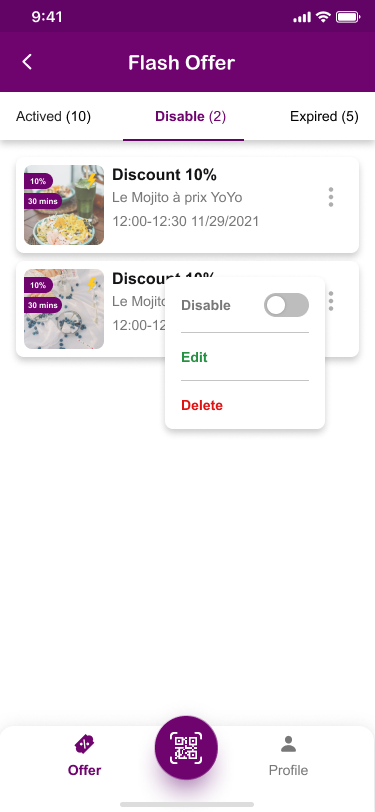 9:41
Flash Offer
Actived (10)
Disable (2)
Expired (5)
10%
30 mins
Discount 10%
Le Mojito à prix YoYo
12:00-12:30 11/29/2021
10%
30 mins
Discount 10%
12:00-12
Disable
Edit
Delete
Offer
Profile